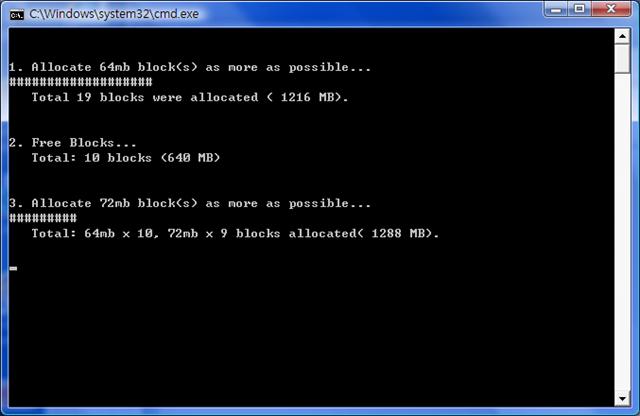 C:\Windows\system32\cmd.exe
1. Allocate 64mb block(s) as more as possible...
###################
Total 19 blocks were allocated ( 1216 MB).
2. Free Blocks...
Total: 10 blocks (640 MB)
3. Allocate 72mb block(s) as more as possible...
#########
Total: 64mb x 10, 72mb x 9 blocks allocated( 1288 MB).